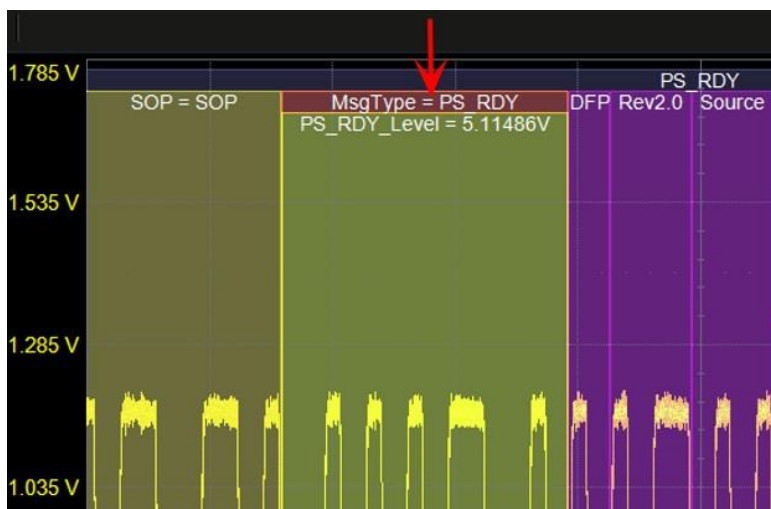 1.785 V
PS_RDY
SOP = SOP
MsgType = PS_RDY
DFP
Rev2.0
Source
PS_RDY_Level = 5.11486V
1.535 V
1.285 V
1.035 V